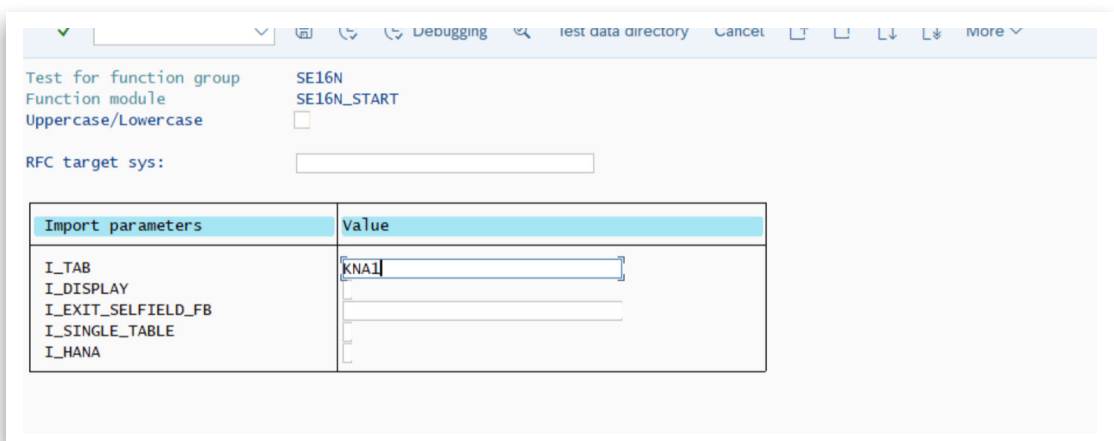 Debugging Test data directory Cancel More
Test for function group SE16N
Function module SE16N_START
Uppercase/Lowercase
RFC target sys:
Import parameters Value
I_TAB KNA1
I_DISPLAY
I_EXIT_SELFIELD_FB
I_SINGLE_TABLE
I_HANA